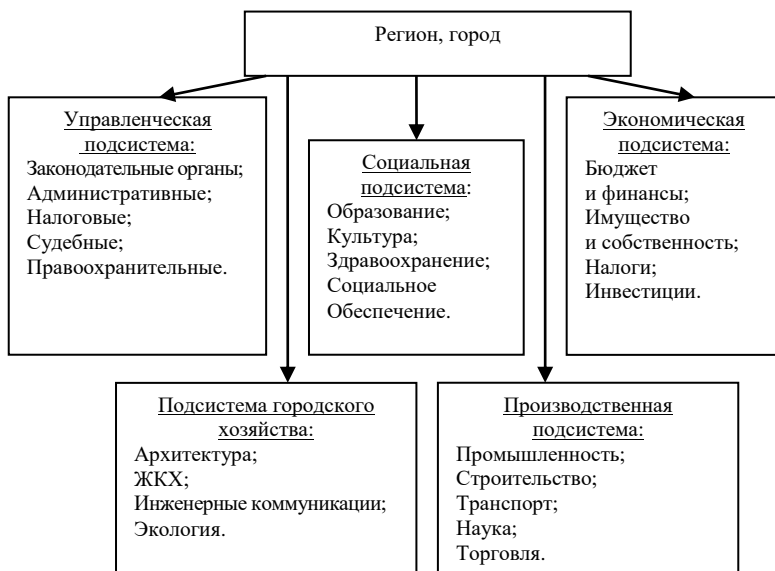 Регион, город
Управленческая
подсистема:
Законодательные органы;
Административные;
Налоговые;
Судебные;
Правоохранительные.
Социальная
подсистема:
Образование;
Культура;
Здравоохранение;
Социальное
Обеспечение.
Экономическая
подсистема:
Бюджет
и финансы;
Имущество
и собственность;
Налоги;
Инвестиции.
Подсистема городского
хозяйства:
Архитектура;
ЖКХ;
Инженерные коммуникации;
Экология.
Производственная
подсистема:
Промышленность;
Строительство;
Транспорт;
Наука;
Торговля.